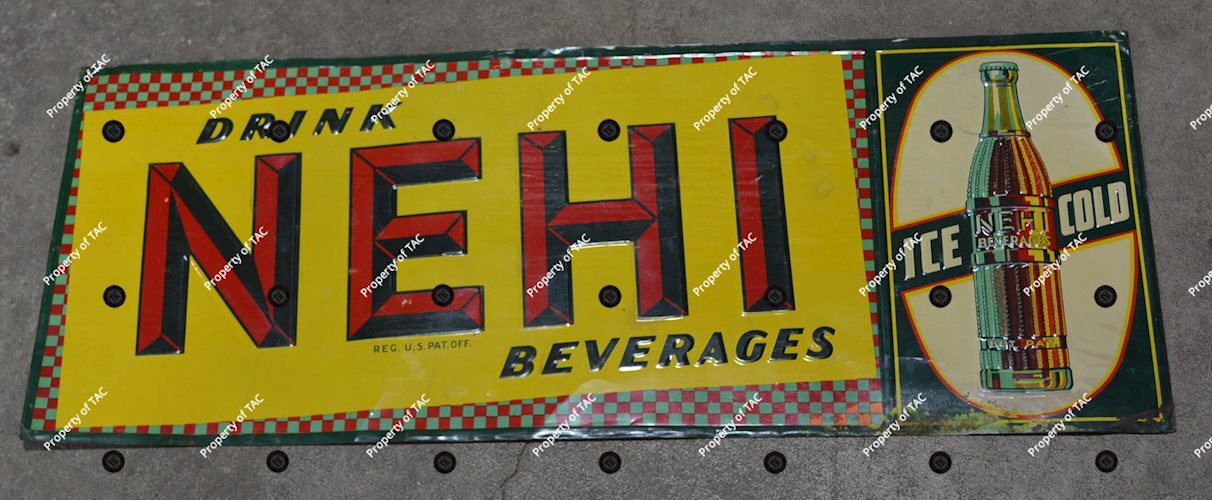 DRINK
NEHI
REG. U.S. PAT. OFF.
BEVERAGES
ICE COLD
NEHI
BEVERAGES
Property of TAC